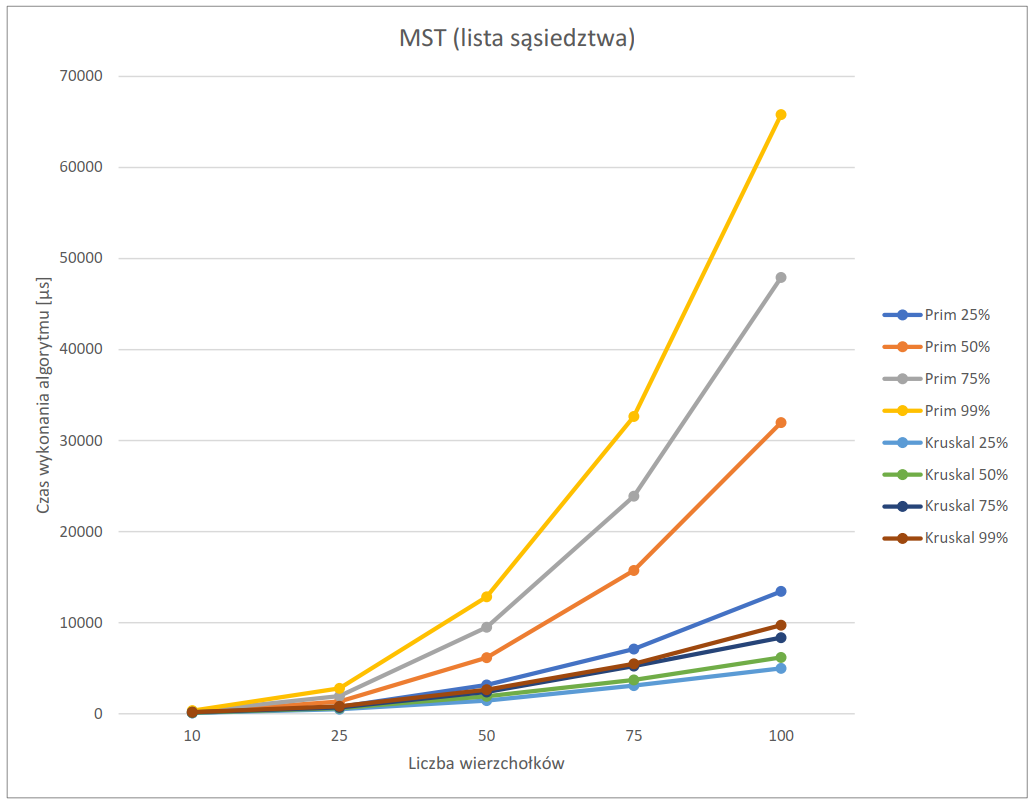 MST (lista sąsiedztwa)
70000
60000
50000
40000
30000
20000
10000
0
Czas wykonania algorytmu [µs]
10 25 50 75 100
Liczba wierzchołków
Prim 25%
Prim 50%
Prim 75%
Prim 99%
Kruskal 25%
Kruskal 50%
Kruskal 75%
Kruskal 99%